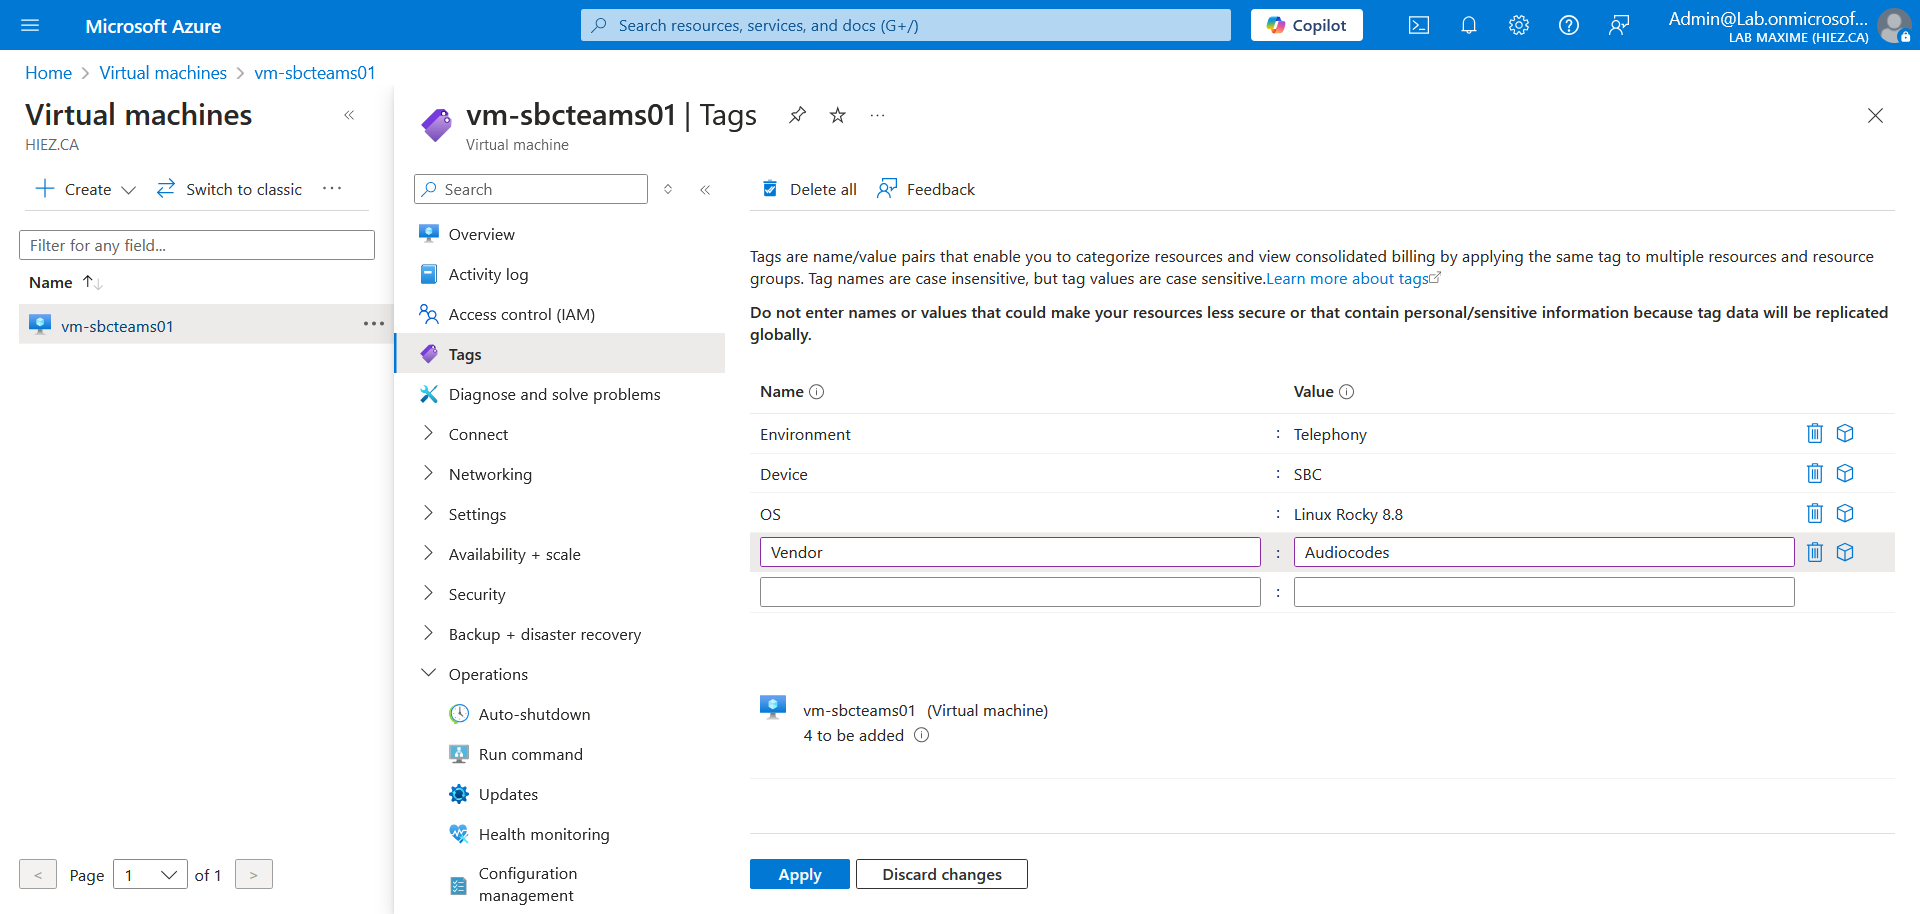 Microsoft Azure
Search resources, services, and docs (G+/)
Copilot
Admin@Lab.onmicrosof...
LAB MAXIME (HIEZ.CA)
Home > Virtual machines > vm-sbcteams01
Virtual machines
HIEZ.CA
Create
Switch to classic
Filter for any field...
Name
vm-sbcteams01
< Page 1 of 1 >
vm-sbcteams01 | Tags
Virtual machine
Search
Overview
Activity log
Access control (IAM)
Tags
Diagnose and solve problems
Connect
Networking
Settings
Availability + scale
Security
Backup + disaster recovery
Operations
Auto-shutdown
Run command
Updates
Health monitoring
Configuration
management
Delete all
Feedback
Tags are name/value pairs that enable you to categorize resources and view consolidated billing by applying the same tag to multiple resources and resource
groups. Tag names are case insensitive, but tag values are case sensitive.Learn more about tags
Do not enter names or values that could make your resources less secure or that contain personal/sensitive information because tag data will be replicated
globally.
Name Value
Environment : Telephony
Device : SBC
OS : Linux Rocky 8.8
Vendor : Audiocodes
:
vm-sbcteams01 (Virtual machine)
4 to be added
Apply
Discard changes